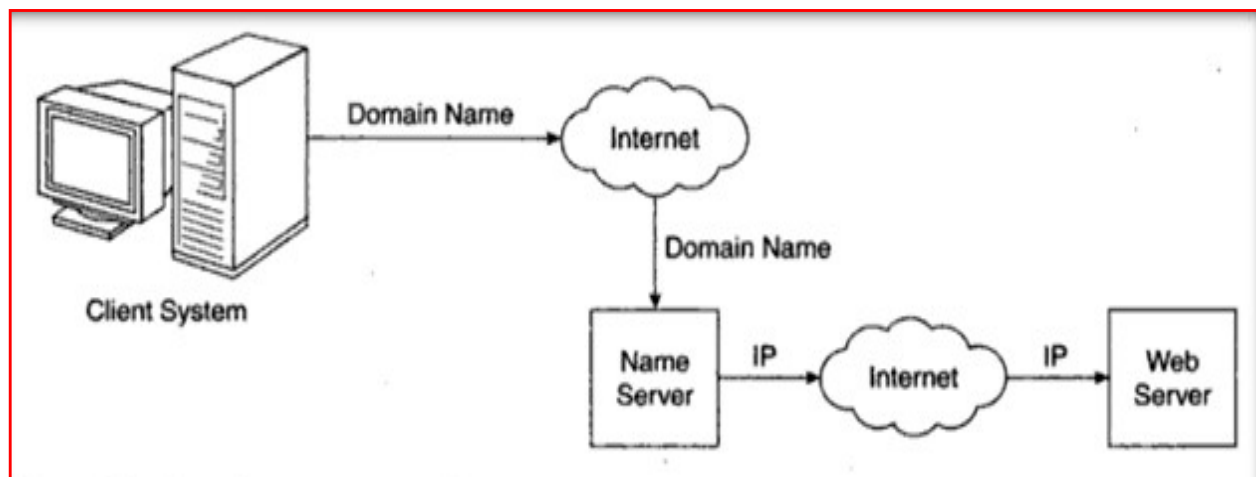 Domain Name
Internet
Domain Name
Client System
Name
Server
IP
Internet
IP
Web
Server